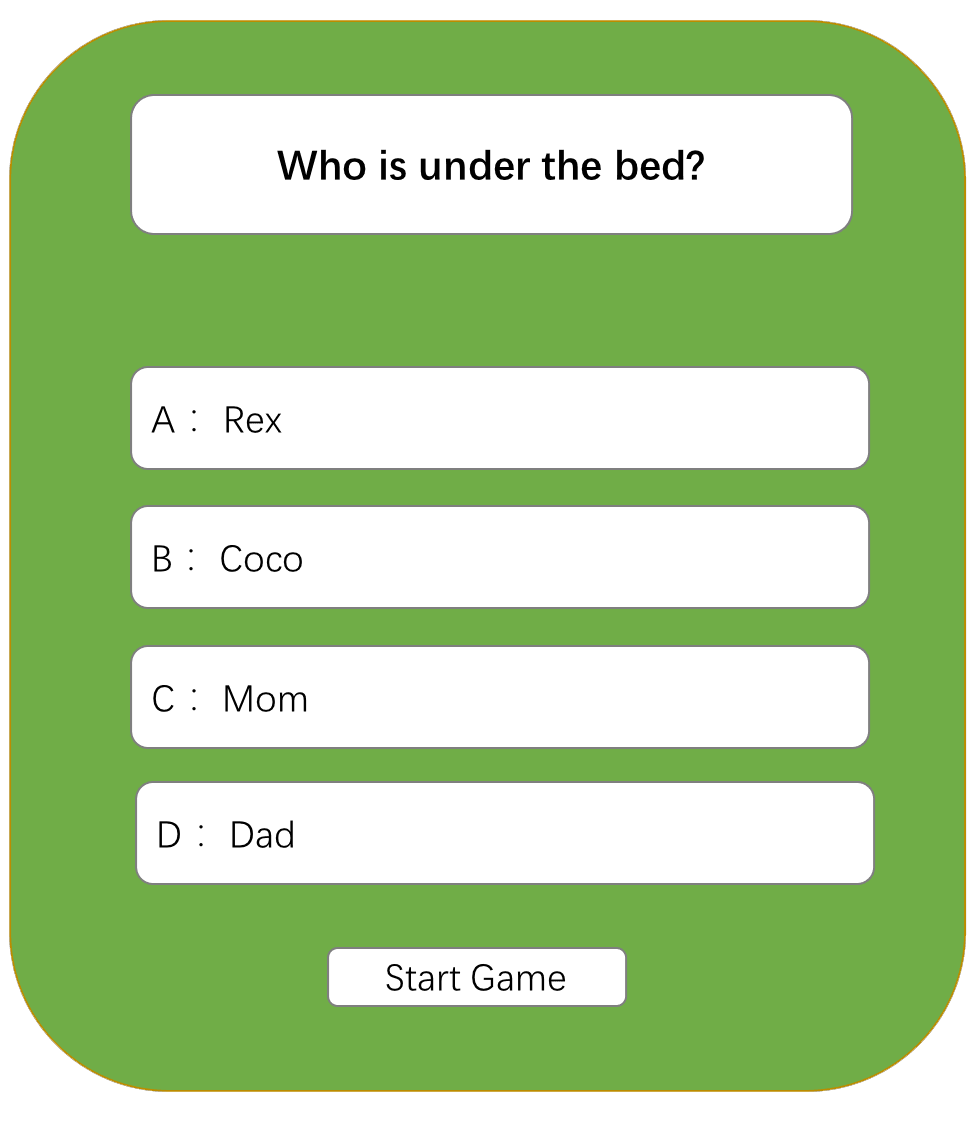 Who is under the bed?
A： Rex
B： Coco
C： Mom
D： Dad
Start Game